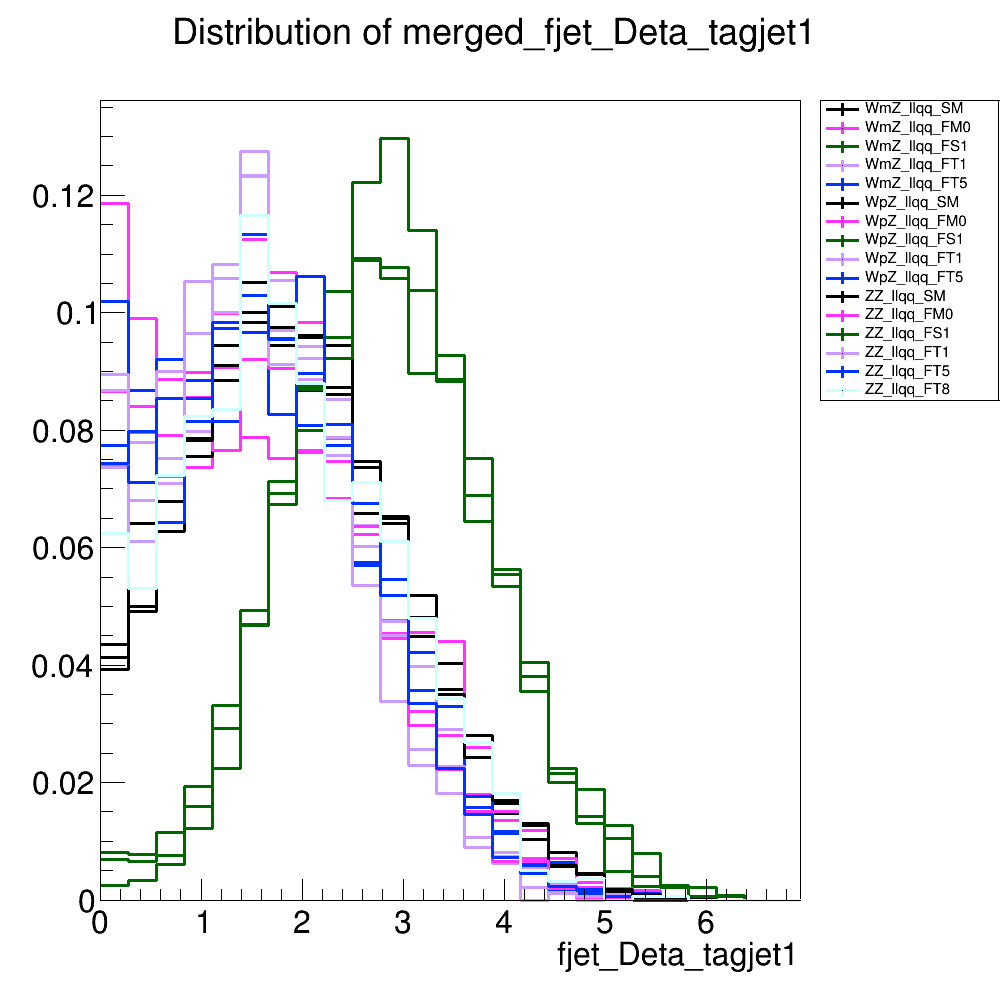 Distribution of merged_fjet_Deta_tagjet1
WmZ_llqq_SM
WmZ_llqq_FM0
WmZ_llqq_FS1
WmZ_llqq_FT1
WmZ_llqq_FT5
WpZ_llqq_SM
WpZ_llqq_FM0
WpZ_llqq_FS1
WpZ_llqq_FT1
WpZ_llqq_FT5
ZZ_llqq_SM
ZZ_llqq_FM0
ZZ_llqq_FS1
ZZ_llqq_FT1
ZZ_llqq_FT5
ZZ_llqq_FT8
0.12
0.1
0.08
0.06
0.04
0.02
0
0 1 2 3 4 5 6
fjet_Deta_tagjet1